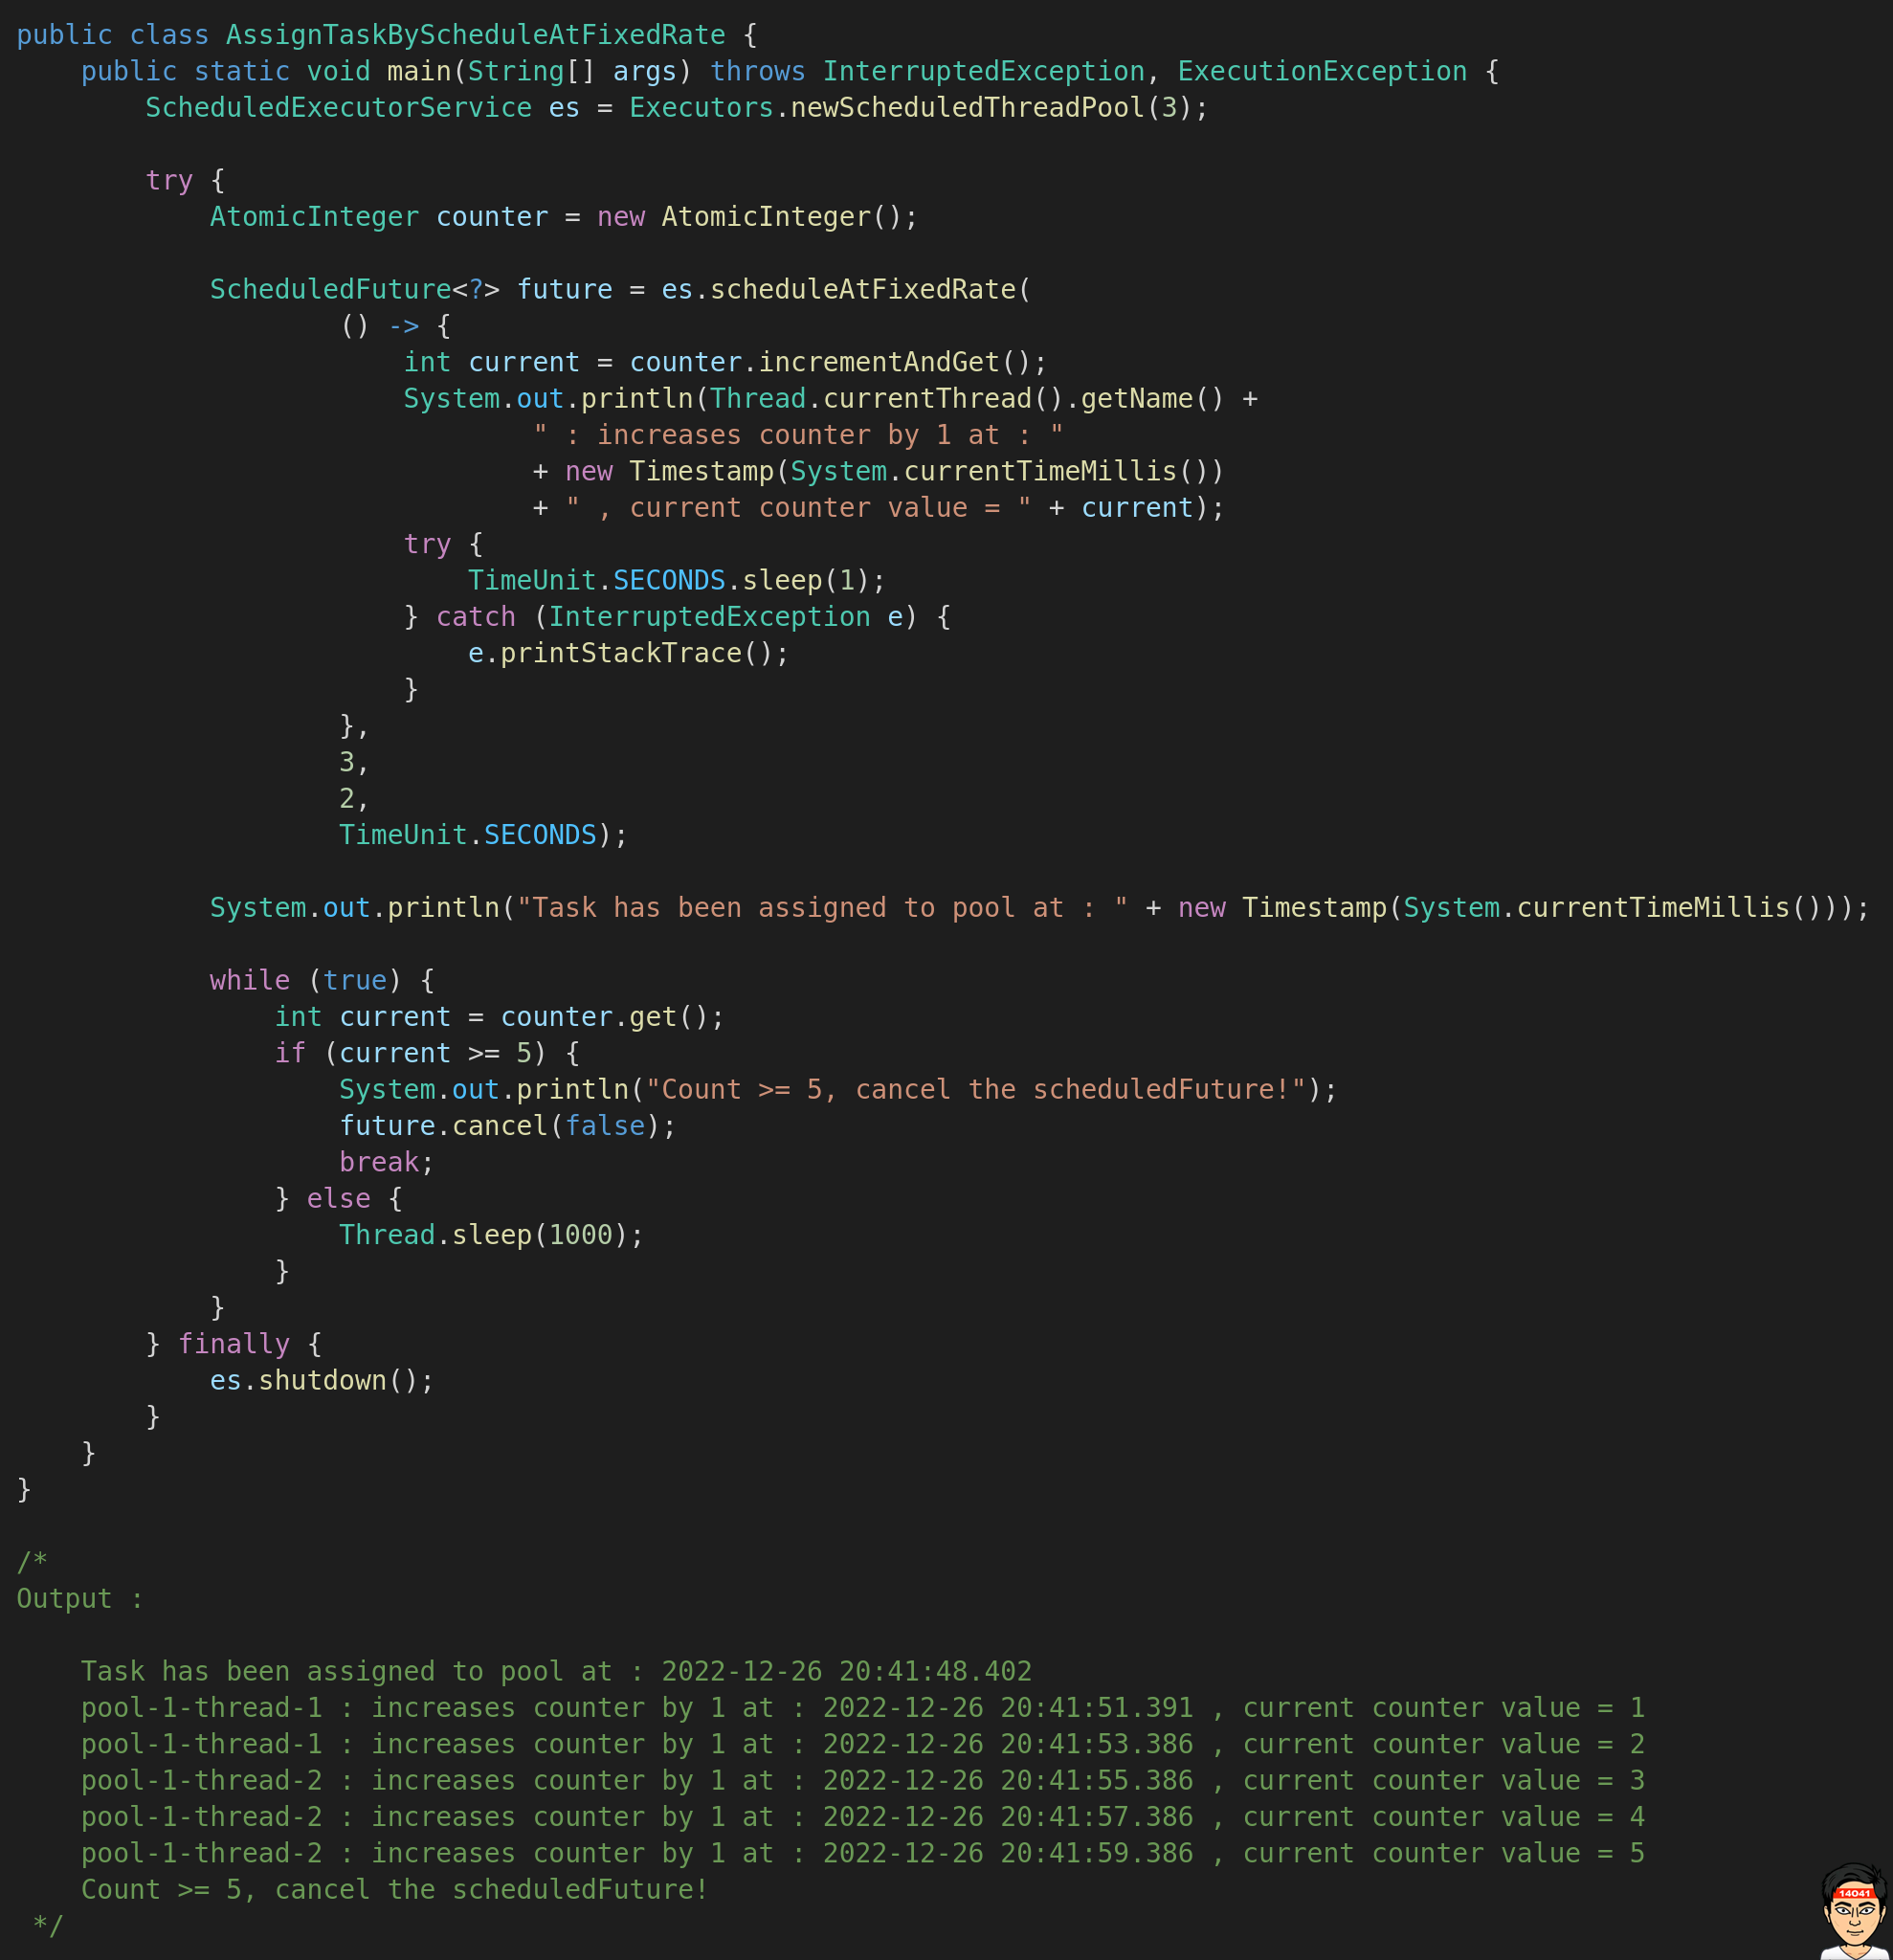 public class AssignTaskByScheduleAtFixedRate {
    public static void main(String[] args) throws InterruptedException, ExecutionException {
        ScheduledExecutorService es = Executors.newScheduledThreadPool(3);

        try {
            AtomicInteger counter = new AtomicInteger();

            ScheduledFuture<?> future = es.scheduleAtFixedRate(
                    () -> {
                        int current = counter.incrementAndGet();
                        System.out.println(Thread.currentThread().getName() +
                                " : increases counter by 1 at : "
                                + new Timestamp(System.currentTimeMillis())
                                + " , current counter value = " + current);
                        try {
                            TimeUnit.SECONDS.sleep(1);
                        } catch (InterruptedException e) {
                            e.printStackTrace();
                        }
                    },
                    3,
                    2,
                    TimeUnit.SECONDS);

            System.out.println("Task has been assigned to pool at : " + new Timestamp(System.currentTimeMillis()));

            while (true) {
                int current = counter.get();
                if (current >= 5) {
                    System.out.println("Count >= 5, cancel the scheduledFuture!");
                    future.cancel(false);
                    break;
                } else {
                    Thread.sleep(1000);
                }
            }
        } finally {
            es.shutdown();
        }
    }
}

/*
Output :

    Task has been assigned to pool at : 2022-12-26 20:41:48.402
    pool-1-thread-1 : increases counter by 1 at : 2022-12-26 20:41:51.391 , current counter value = 1
    pool-1-thread-1 : increases counter by 1 at : 2022-12-26 20:41:53.386 , current counter value = 2
    pool-1-thread-2 : increases counter by 1 at : 2022-12-26 20:41:55.386 , current counter value = 3
    pool-1-thread-2 : increases counter by 1 at : 2022-12-26 20:41:57.386 , current counter value = 4
    pool-1-thread-2 : increases counter by 1 at : 2022-12-26 20:41:59.386 , current counter value = 5
    Count >= 5, cancel the scheduledFuture!
 */
14041